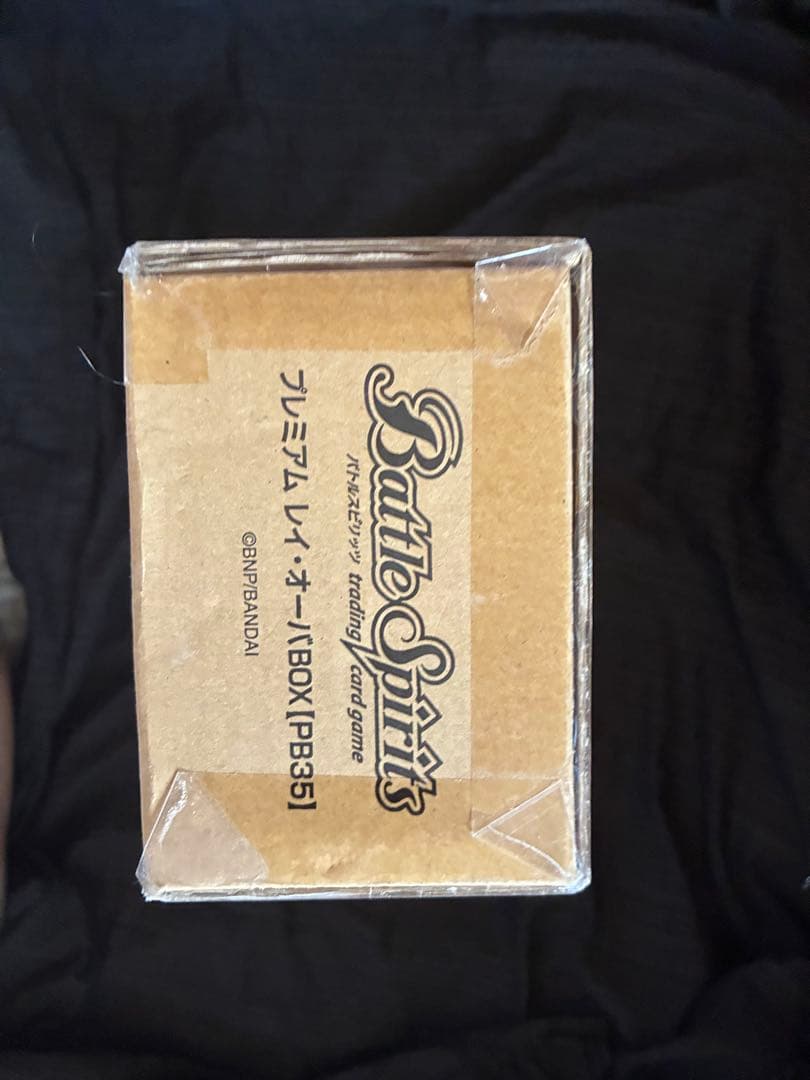 Battle Spirits
バトルスピリッツ trading card game
プレミアム レイ・オーバBOX【PB35】
©BNP/BANDAI